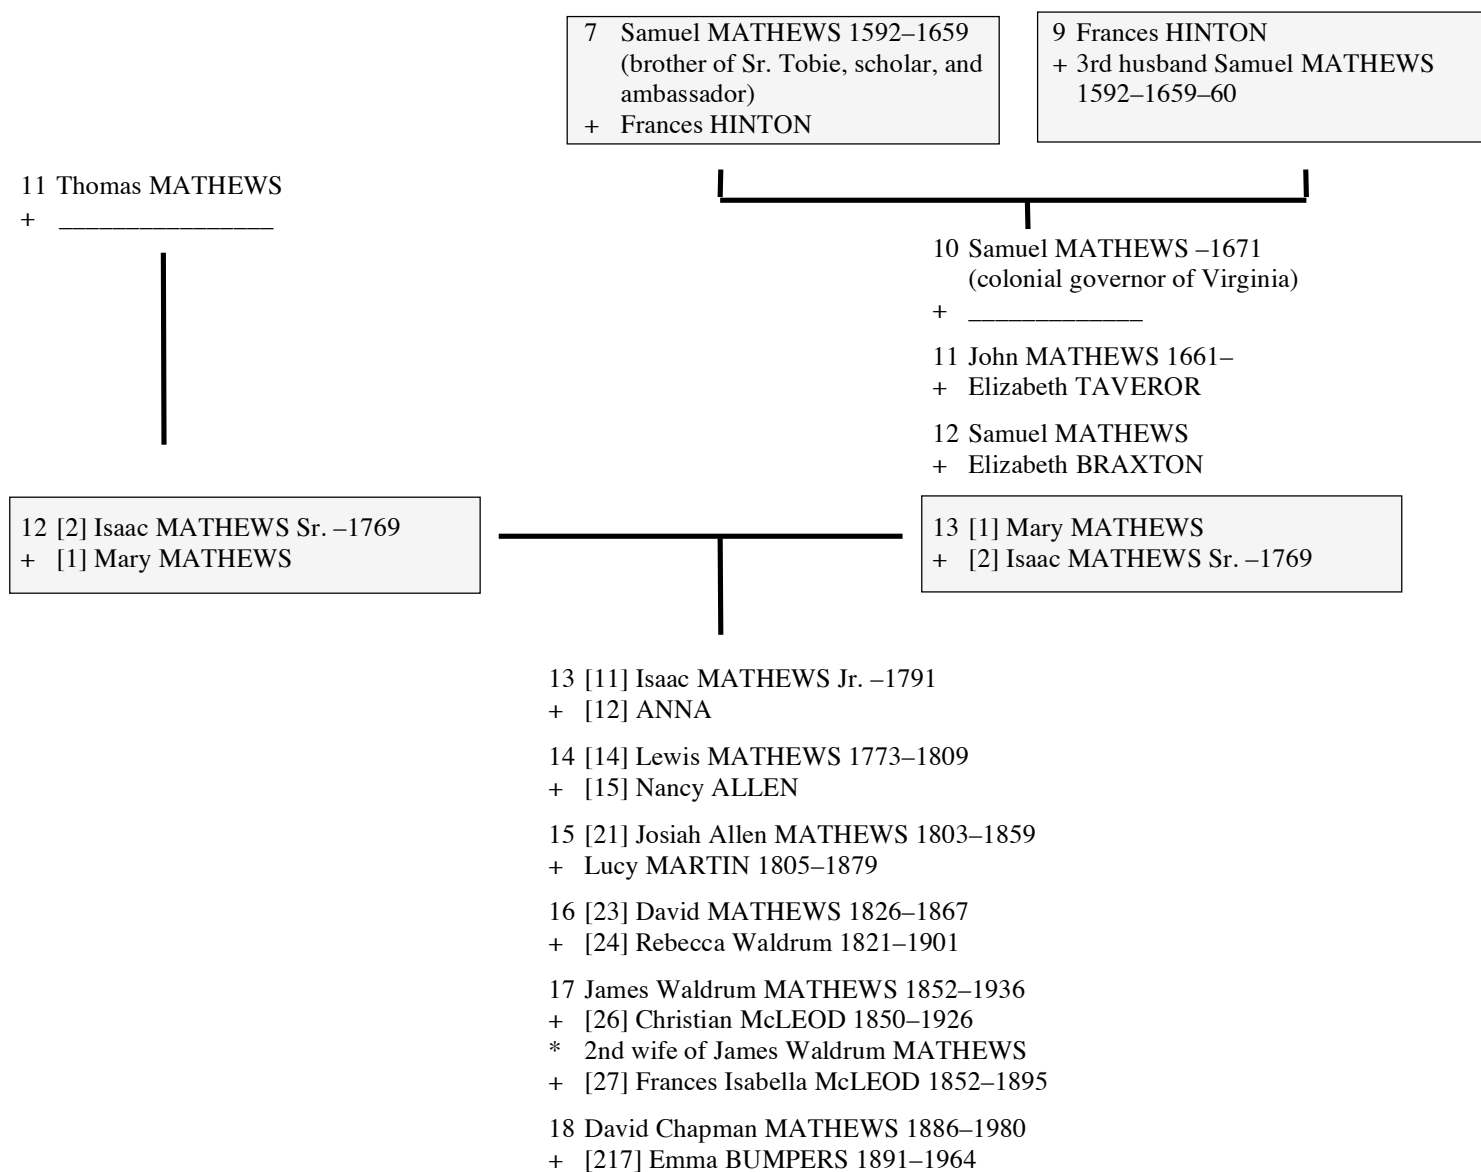 7 Samuel MATHEWS 1592–1659
(brother of Sr. Tobie, scholar, and
ambassador)
+ Frances HINTON
9 Frances HINTON
+ 3rd husband Samuel MATHEWS
1592–1659–60
11 Thomas MATHEWS
+ ________________
10 Samuel MATHEWS –1671
(colonial governor of Virginia)
+ _____________
11 John MATHEWS 1661–
+ Elizabeth TAVEROR
12 Samuel MATHEWS
+ Elizabeth BRAXTON
12 [2] Isaac MATHEWS Sr. –1769
+ [1] Mary MATHEWS
13 [1] Mary MATHEWS
+ [2] Isaac MATHEWS Sr. –1769
13 [11] Isaac MATHEWS Jr. –1791
+ [12] ANNA
14 [14] Lewis MATHEWS 1773–1809
+ [15] Nancy ALLEN
15 [21] Josiah Allen MATHEWS 1803–1859
+ Lucy MARTIN 1805–1879
16 [23] David MATHEWS 1826–1867
+ [24] Rebecca Waldrum 1821–1901
17 James Waldrum MATHEWS 1852–1936
+ [26] Christian McLEOD 1850–1926
* 2nd wife of James Waldrum MATHEWS
+ [27] Frances Isabella McLEOD 1852–1895
18 David Chapman MATHEWS 1886–1980
+ [217] Emma BUMPERS 1891–1964